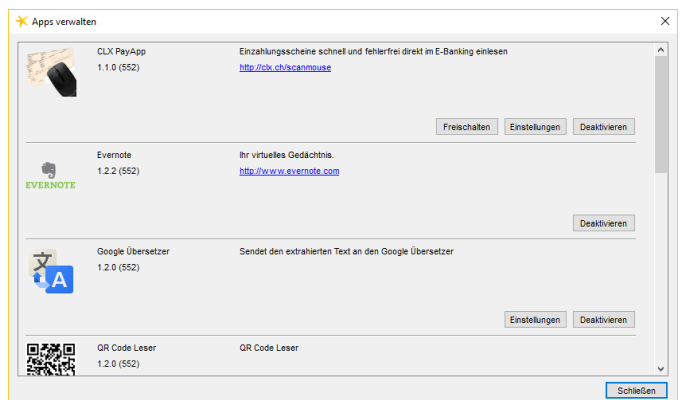 Apps verwalten
CLX PayApp
Einzahlungsscheine schnell und fehlerfrei direkt im E-Banking einlesen
1.1.0 (552)
http://clx.ch/scanmouse
Freischalten
Einstellungen
Deaktivieren
Evernote
Ihr virtuelles Gedächtnis.
1.2.2 (552)
http://www.evernote.com
EVERNOTE
Deaktivieren
Google Übersetzer
Sendet den extrahierten Text an den Google Übersetzer
1.2.0 (552)
文
A
Einstellungen
Deaktivieren
QR Code Leser
QR Code Leser
1.2.0 (552)
Schließen